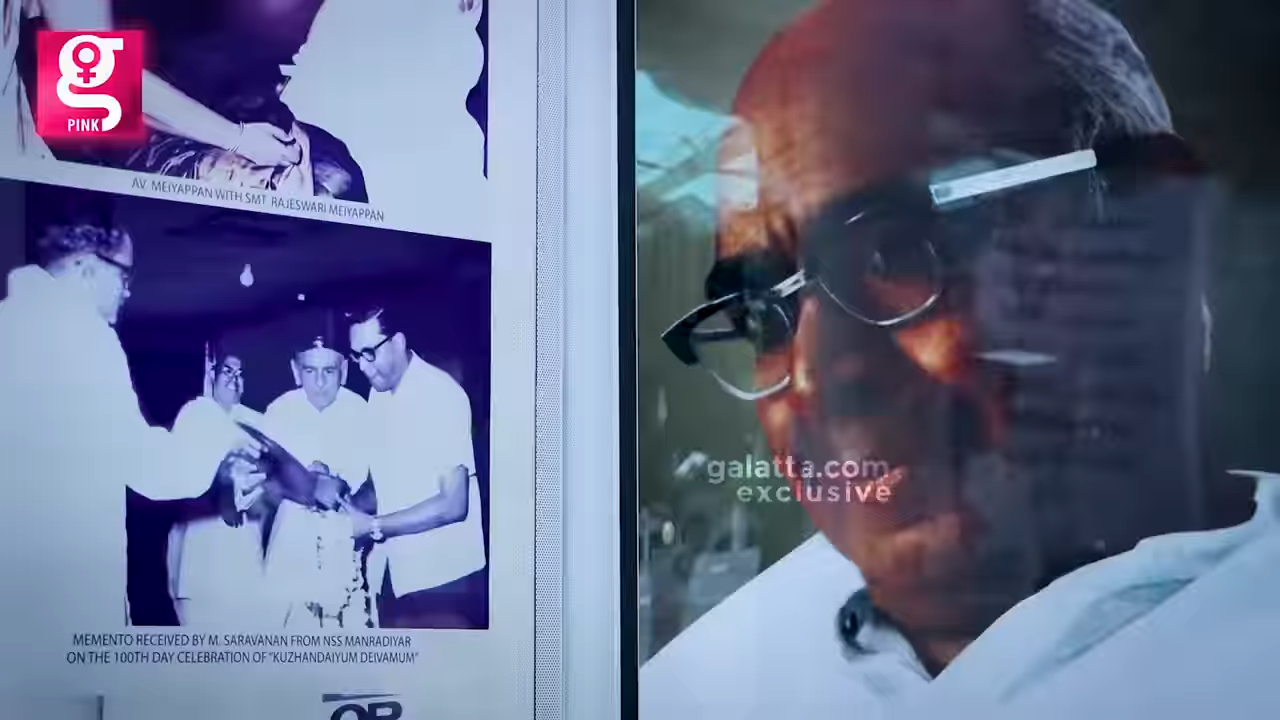 g
PINK
AV. MEIYAPPAN WITH SMT. RAJESWARI MEIYAPPAN
MEMENTO RECEIVED BY M. SARAVANAN FROM NSS MANRADIYAR
ON THE 100TH DAY CELEBRATION OF "KUZHANDAIYUM DEIVAMUM"
galatta.com
exclusive